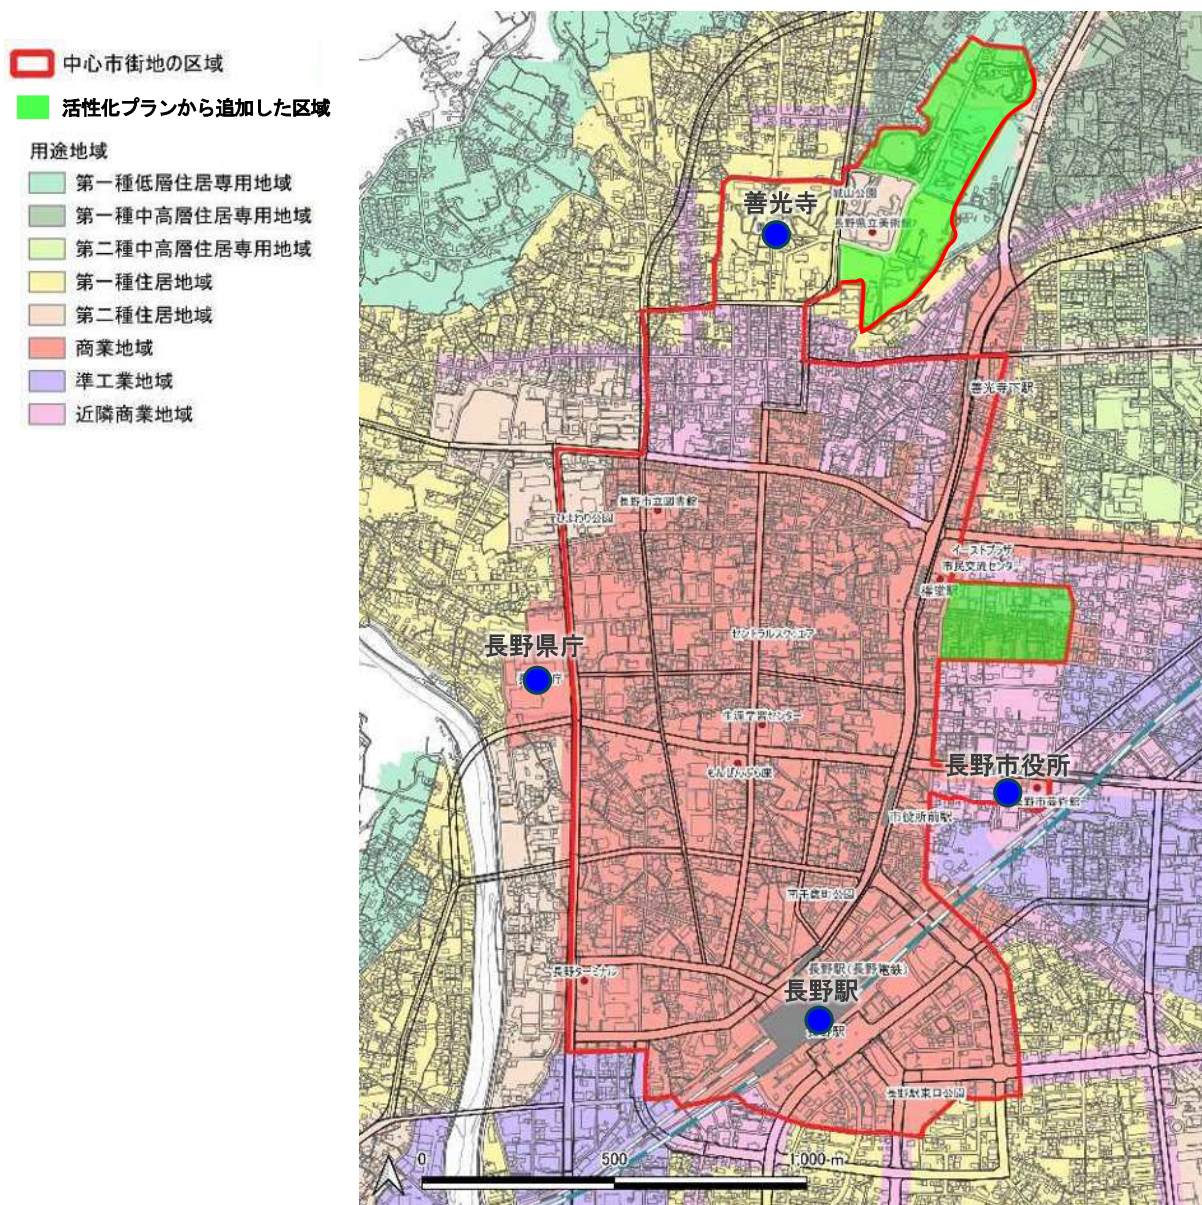 中心市街地の区域
活性化プランから追加した区域
用途地域
第一種低層住居専用地域
第一種中高層住居専用地域
第二種中高層住居専用地域
第一種住居地域
第二種住居地域
商業地域
準工業地域
近隣商業地域
城山公園
善光寺
長野県立美術館
善光寺下駅
長野市立図書館
ひまわり公園
イーストプラザ
市民交流センター
権堂駅
セントラルスクゥエア
長野県庁
生涯学習センター
もんぜんぷら座
長野市役所
長野市芸術館
市役所前駅
南千歳町公園
長野ターミナル
長野駅(長野電鉄)
長野駅
長野駅
長野駅東口公園
0 500 1,000 m